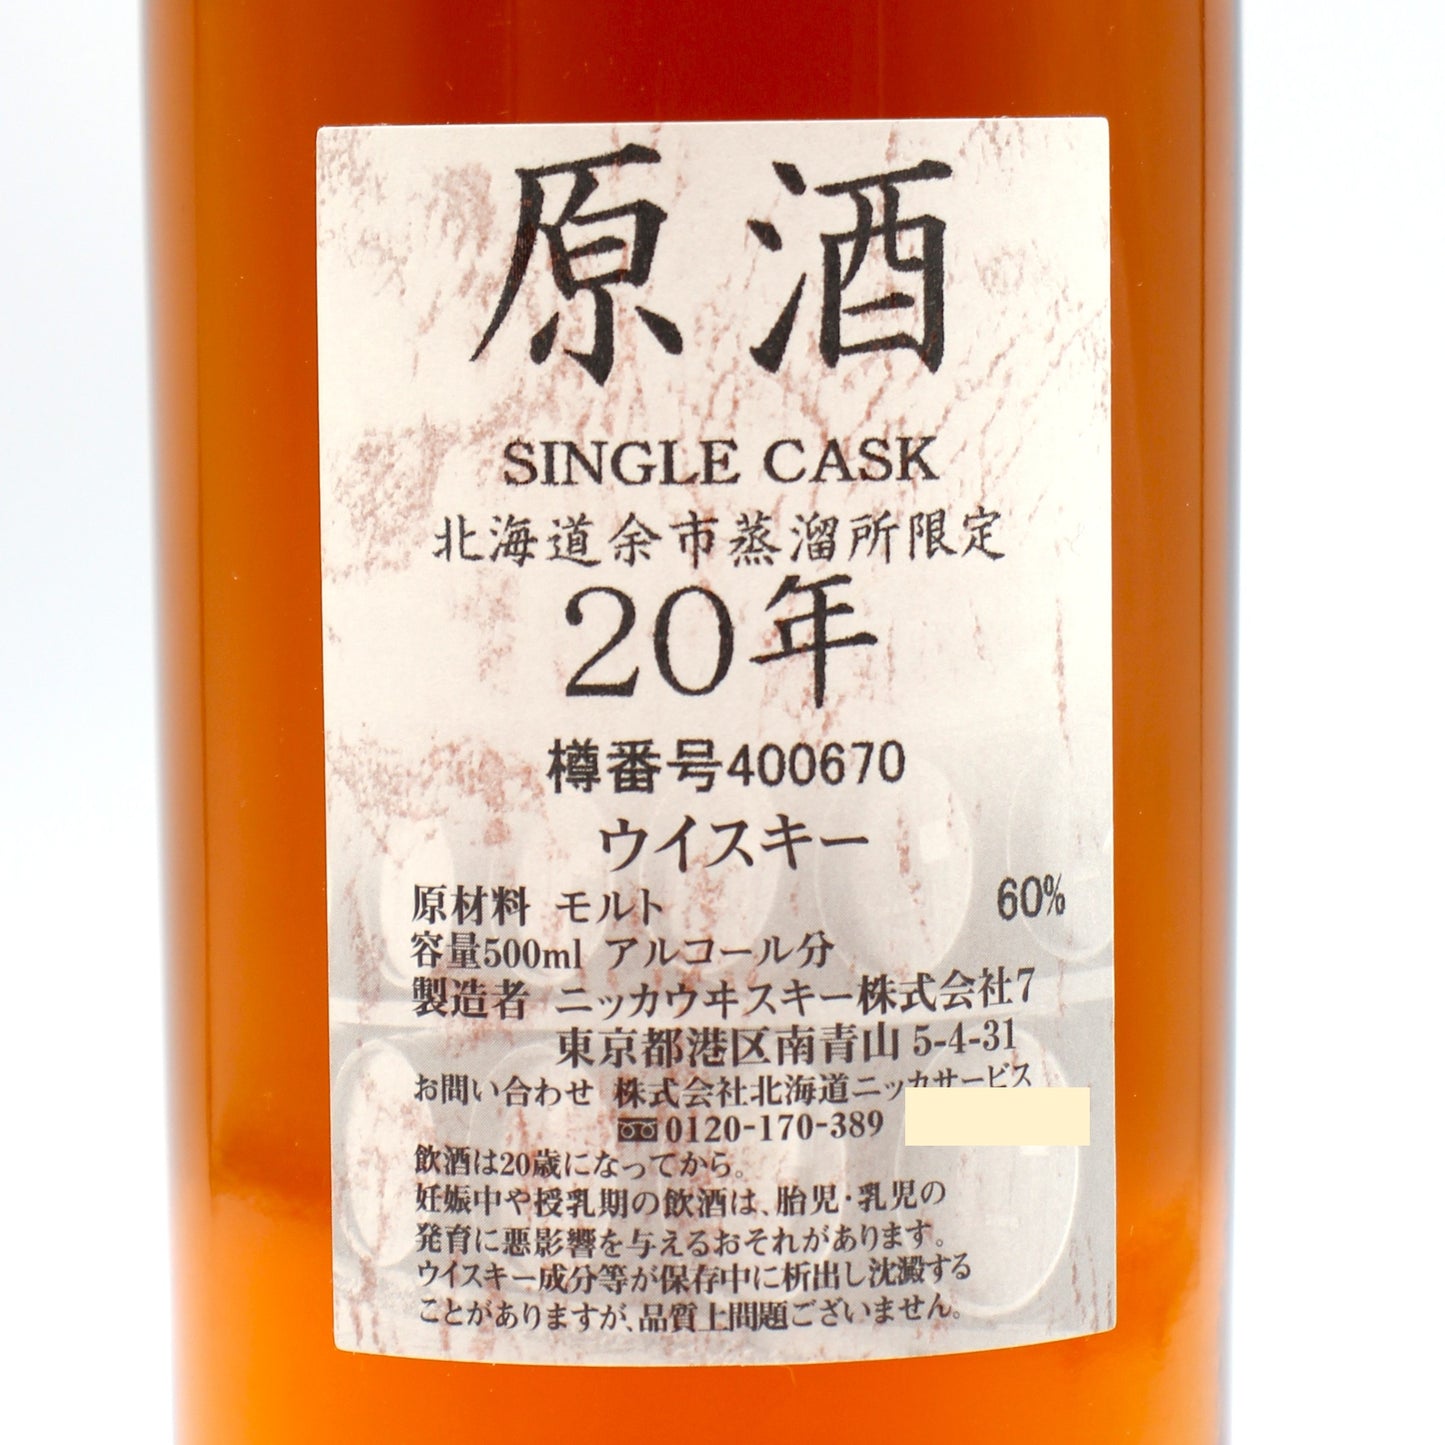 原酒
SINGLE CASK
北海道余市蒸溜所限定
20年
樽番号400670
ウイスキー
原材料 モルト 60%
容量500ml アルコール分
製造者 ニッカウヰスキー株式会社7
東京都港区南青山5-4-31
お問い合わせ 株式会社北海道ニッカサービス
0120-170-389
飲酒は20歳になってから。
妊娠中や授乳期の飲酒は、胎児・乳児の
発育に悪影響を与えるおそれがあります。
ウイスキー成分等が保存中に析出し沈澱する
ことがありますが、品質上問題ございません。